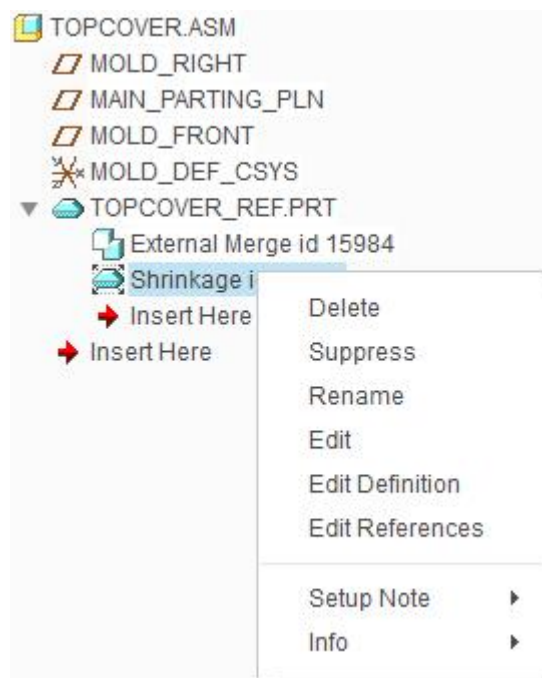 TOPCOVER.ASM
MOLD_RIGHT
MAIN_PARTING_PLN
MOLD_FRONT
MOLD_DEF_CSYS
TOPCOVER_REF.PRT
External Merge id 15984
Shrinkage i
Insert Here
Insert Here
Delete
Suppress
Rename
Edit
Edit Definition
Edit References
Setup Note
Info